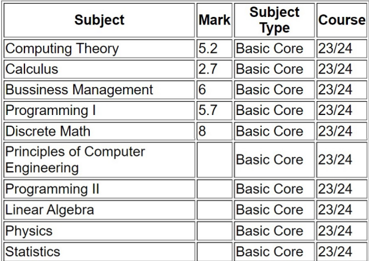 Subject Mark Subject Type Course
Computing Theory 5.2 Basic Core 23/24
Calculus 2.7 Basic Core 23/24
Bussiness Management 6 Basic Core 23/24
Programming I 5.7 Basic Core 23/24
Discrete Math 8 Basic Core 23/24
Principles of Computer Engineering Basic Core 23/24
Programming II Basic Core 23/24
Linear Algebra Basic Core 23/24
Physics Basic Core 23/24
Statistics Basic Core 23/24